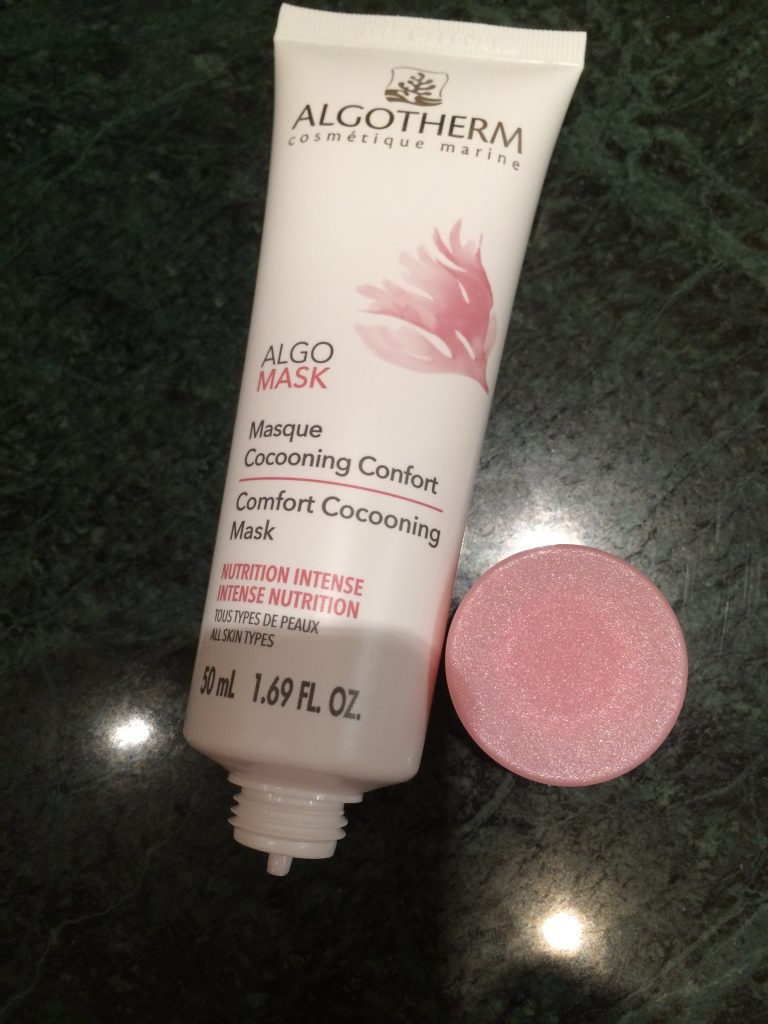 ALGOTHERM
cosmétique marine
ALGO
MASK
Masque
Cocooning Confort
Comfort Cocooning
Mask
NUTRITION INTENSE
INTENSE NUTRITION
TOUS TYPES DE PEAUX
ALL SKIN TYPES
50 mL 1.69 FL. OZ.